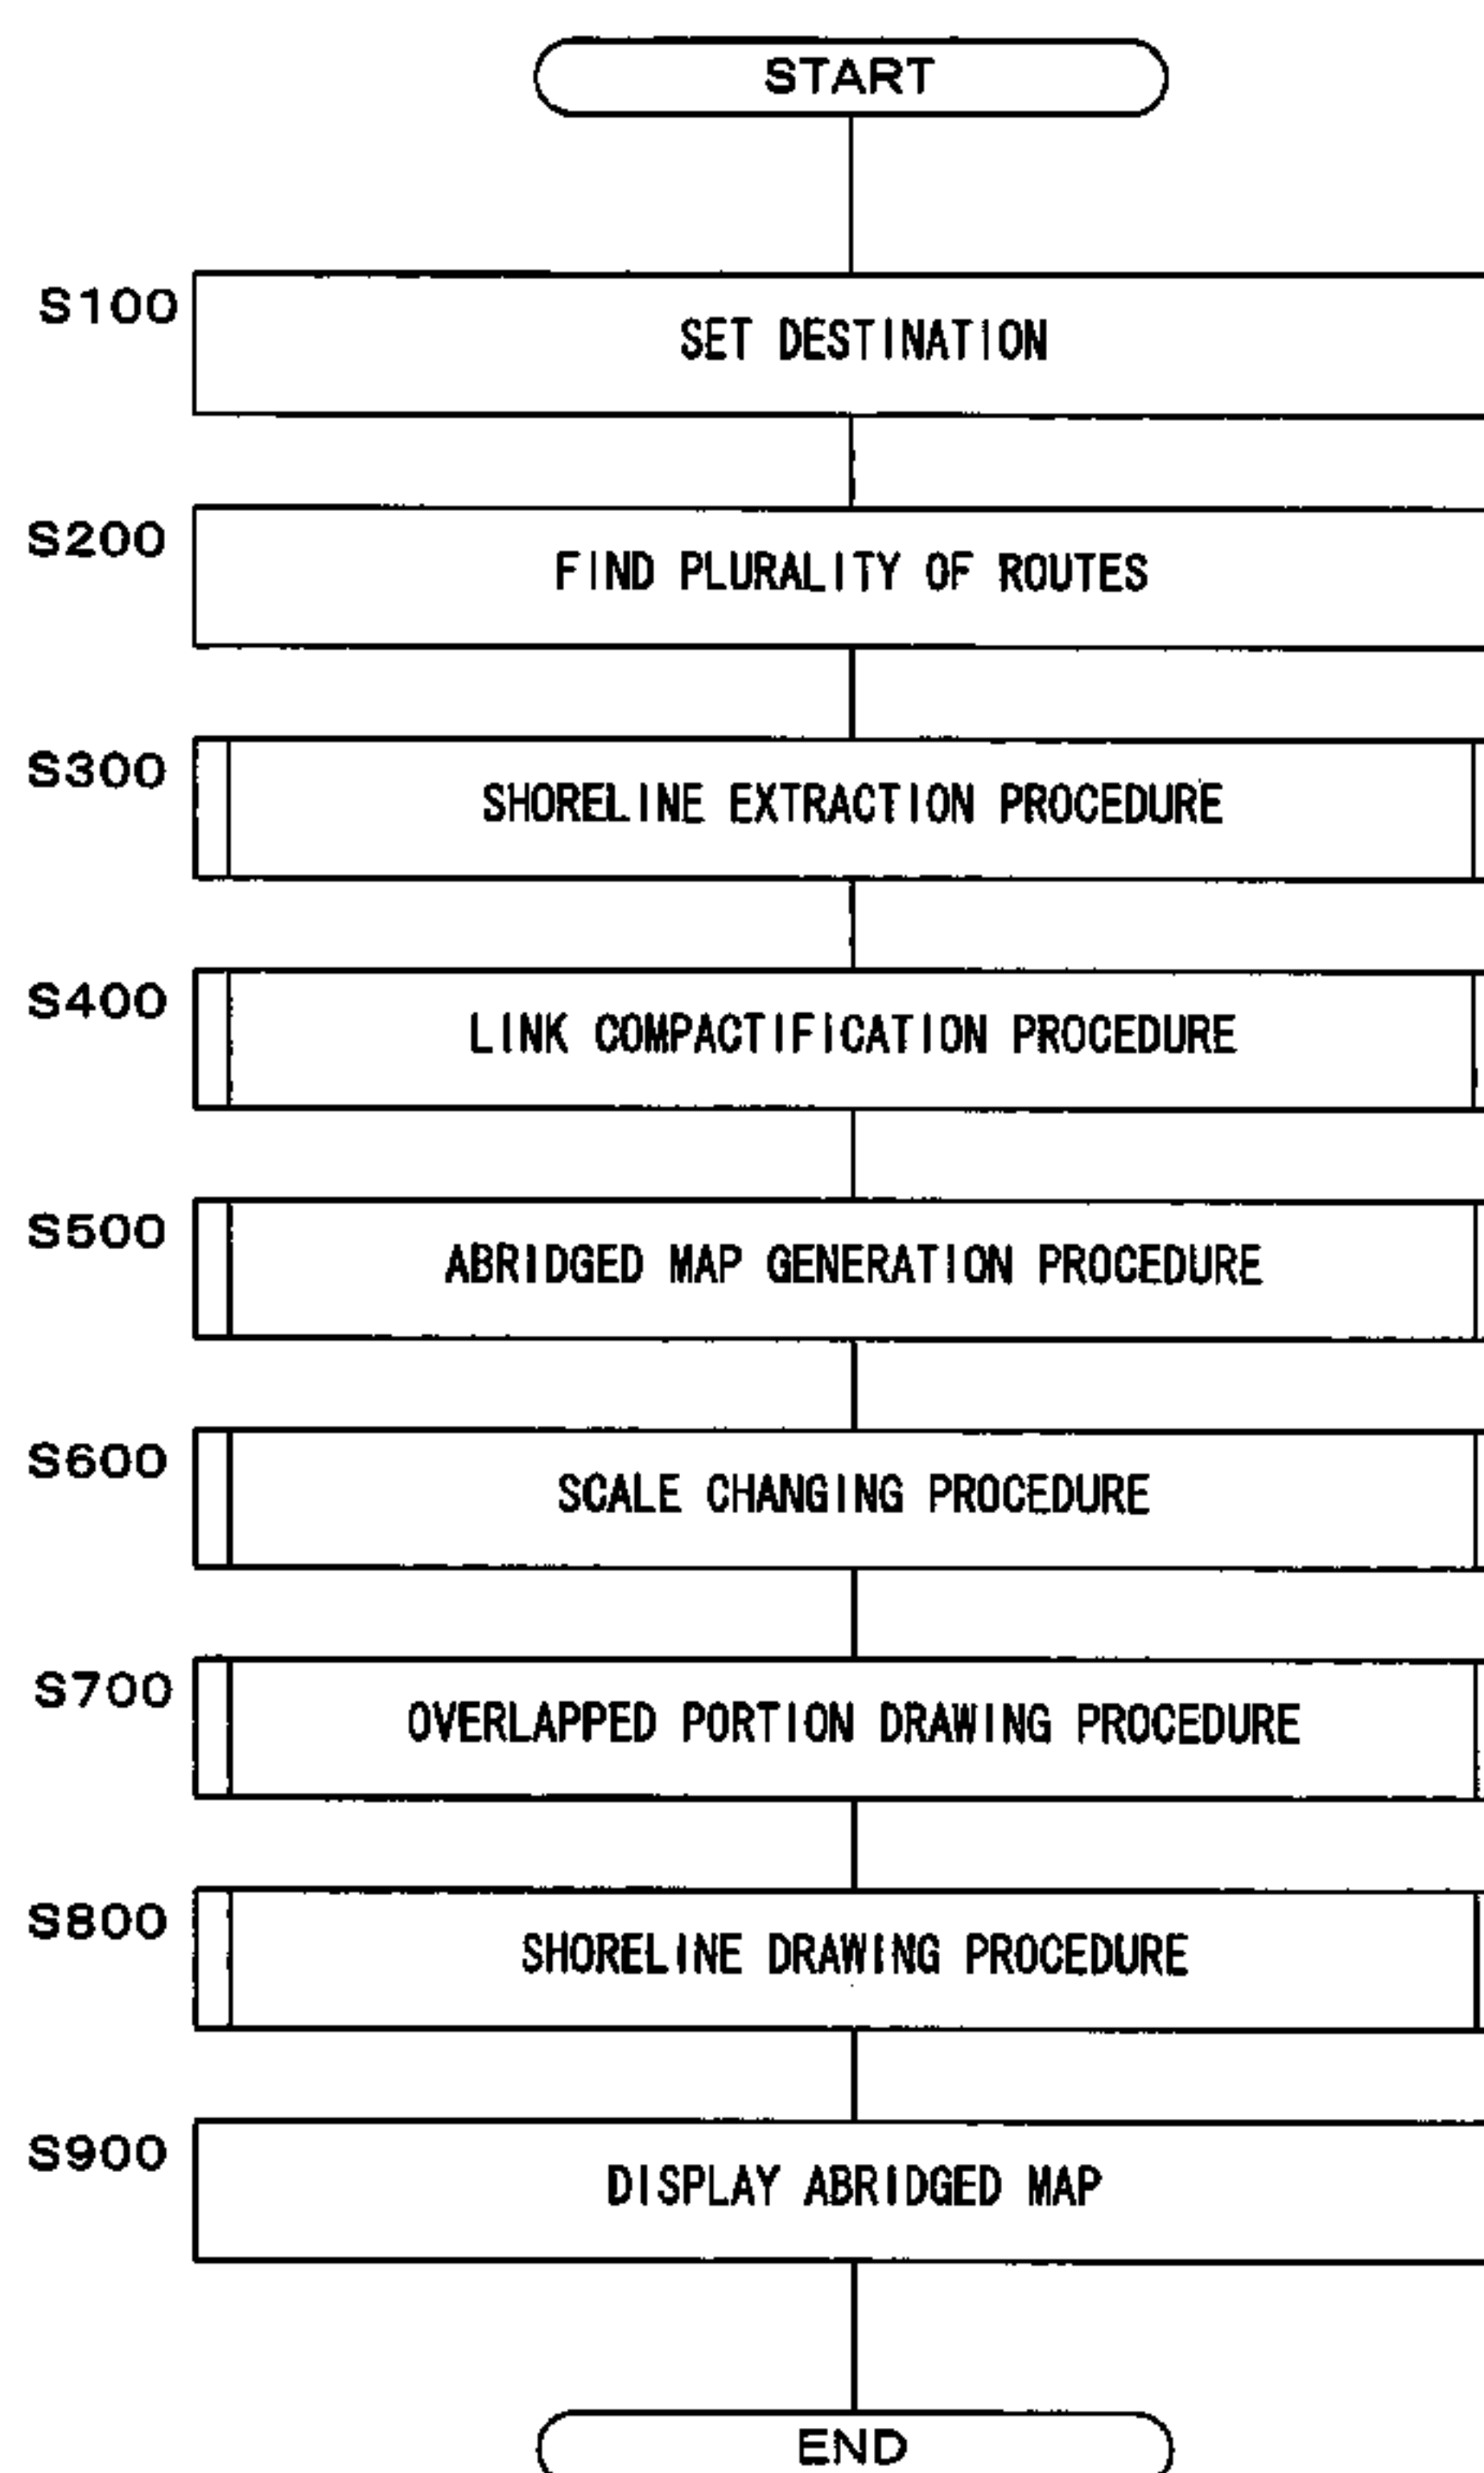 START
S100
SET DESTINATION
S200
FIND PLURALITY OF ROUTES
S300
SHORELINE EXTRACTION PROCEDURE
S400
LINK COMPACTIFICATION PROCEDURE
S500
ABRIDGED MAP GENERATION PROCEDURE
S600
SCALE CHANGING PROCEDURE
S700
OVERLAPPED PORTION DRAWING PROCEDURE
S800
SHORELINE DRAWING PROCEDURE
S900
DISPLAY ABRIDGED MAP
END